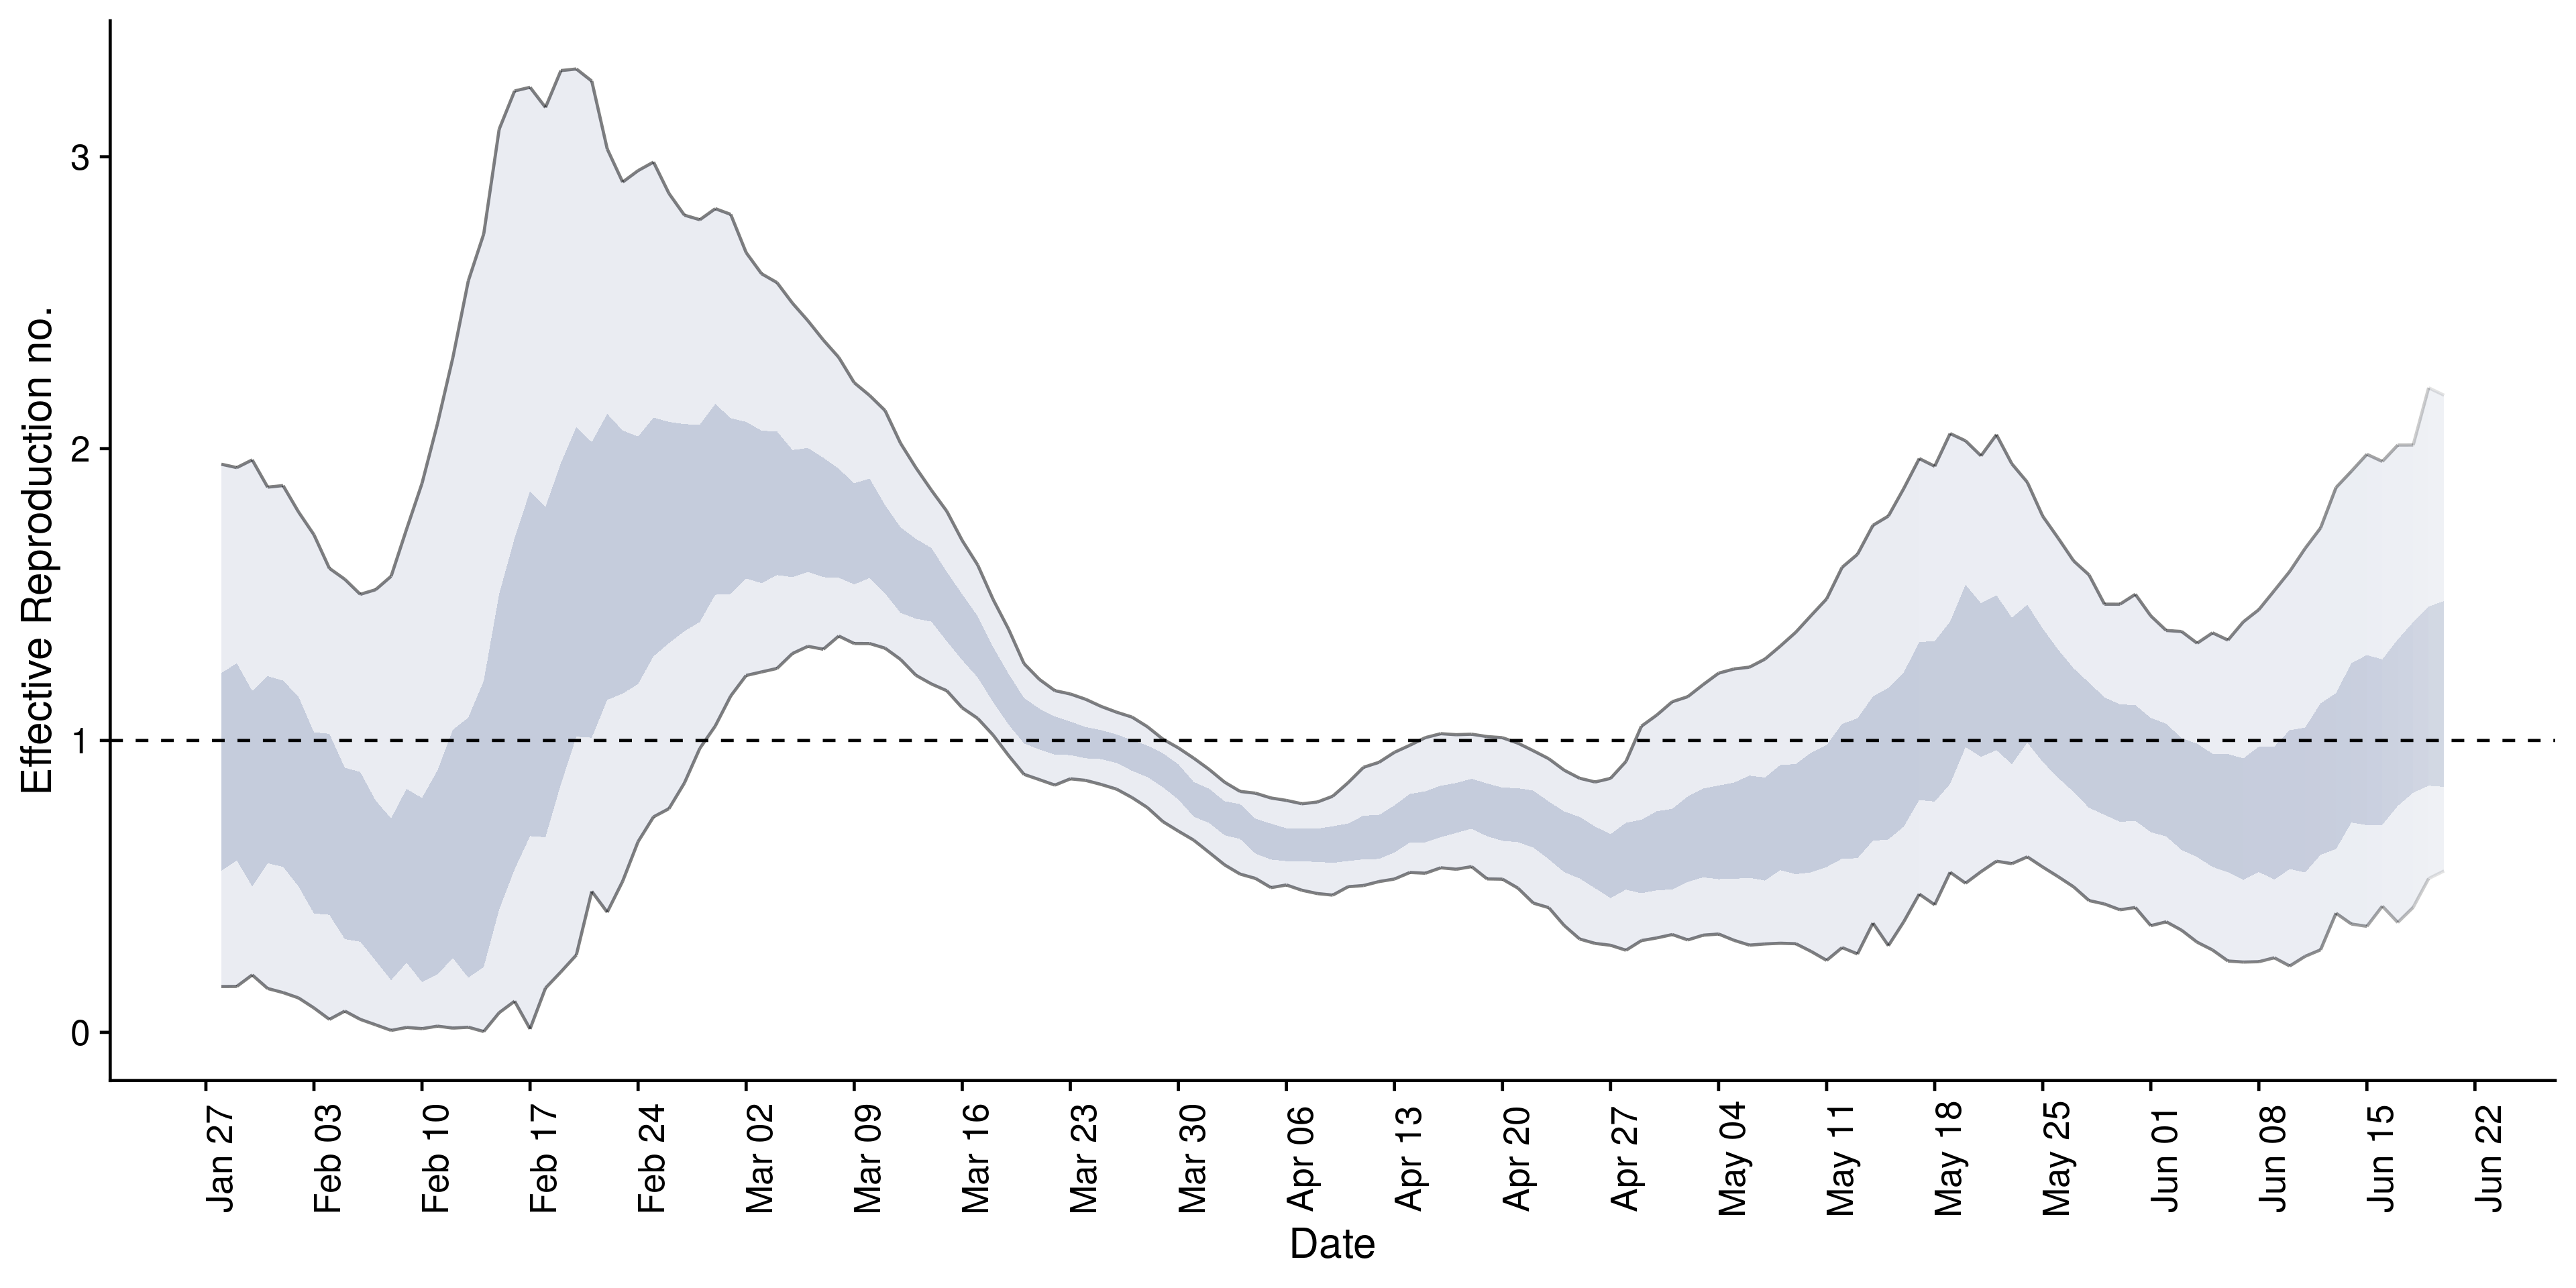 Effective Reproduction no.
3
2
1
0
Jan 27
Feb 03
Feb 10
Feb 17
Feb 24
Mar 02
Mar 09
Mar 16
Mar 23
Mar 30
Apr 06
Apr 13
Apr 20
Apr 27
May 04
May 11
May 18
May 25
Jun 01
Jun 08
Jun 15
Jun 22
Date